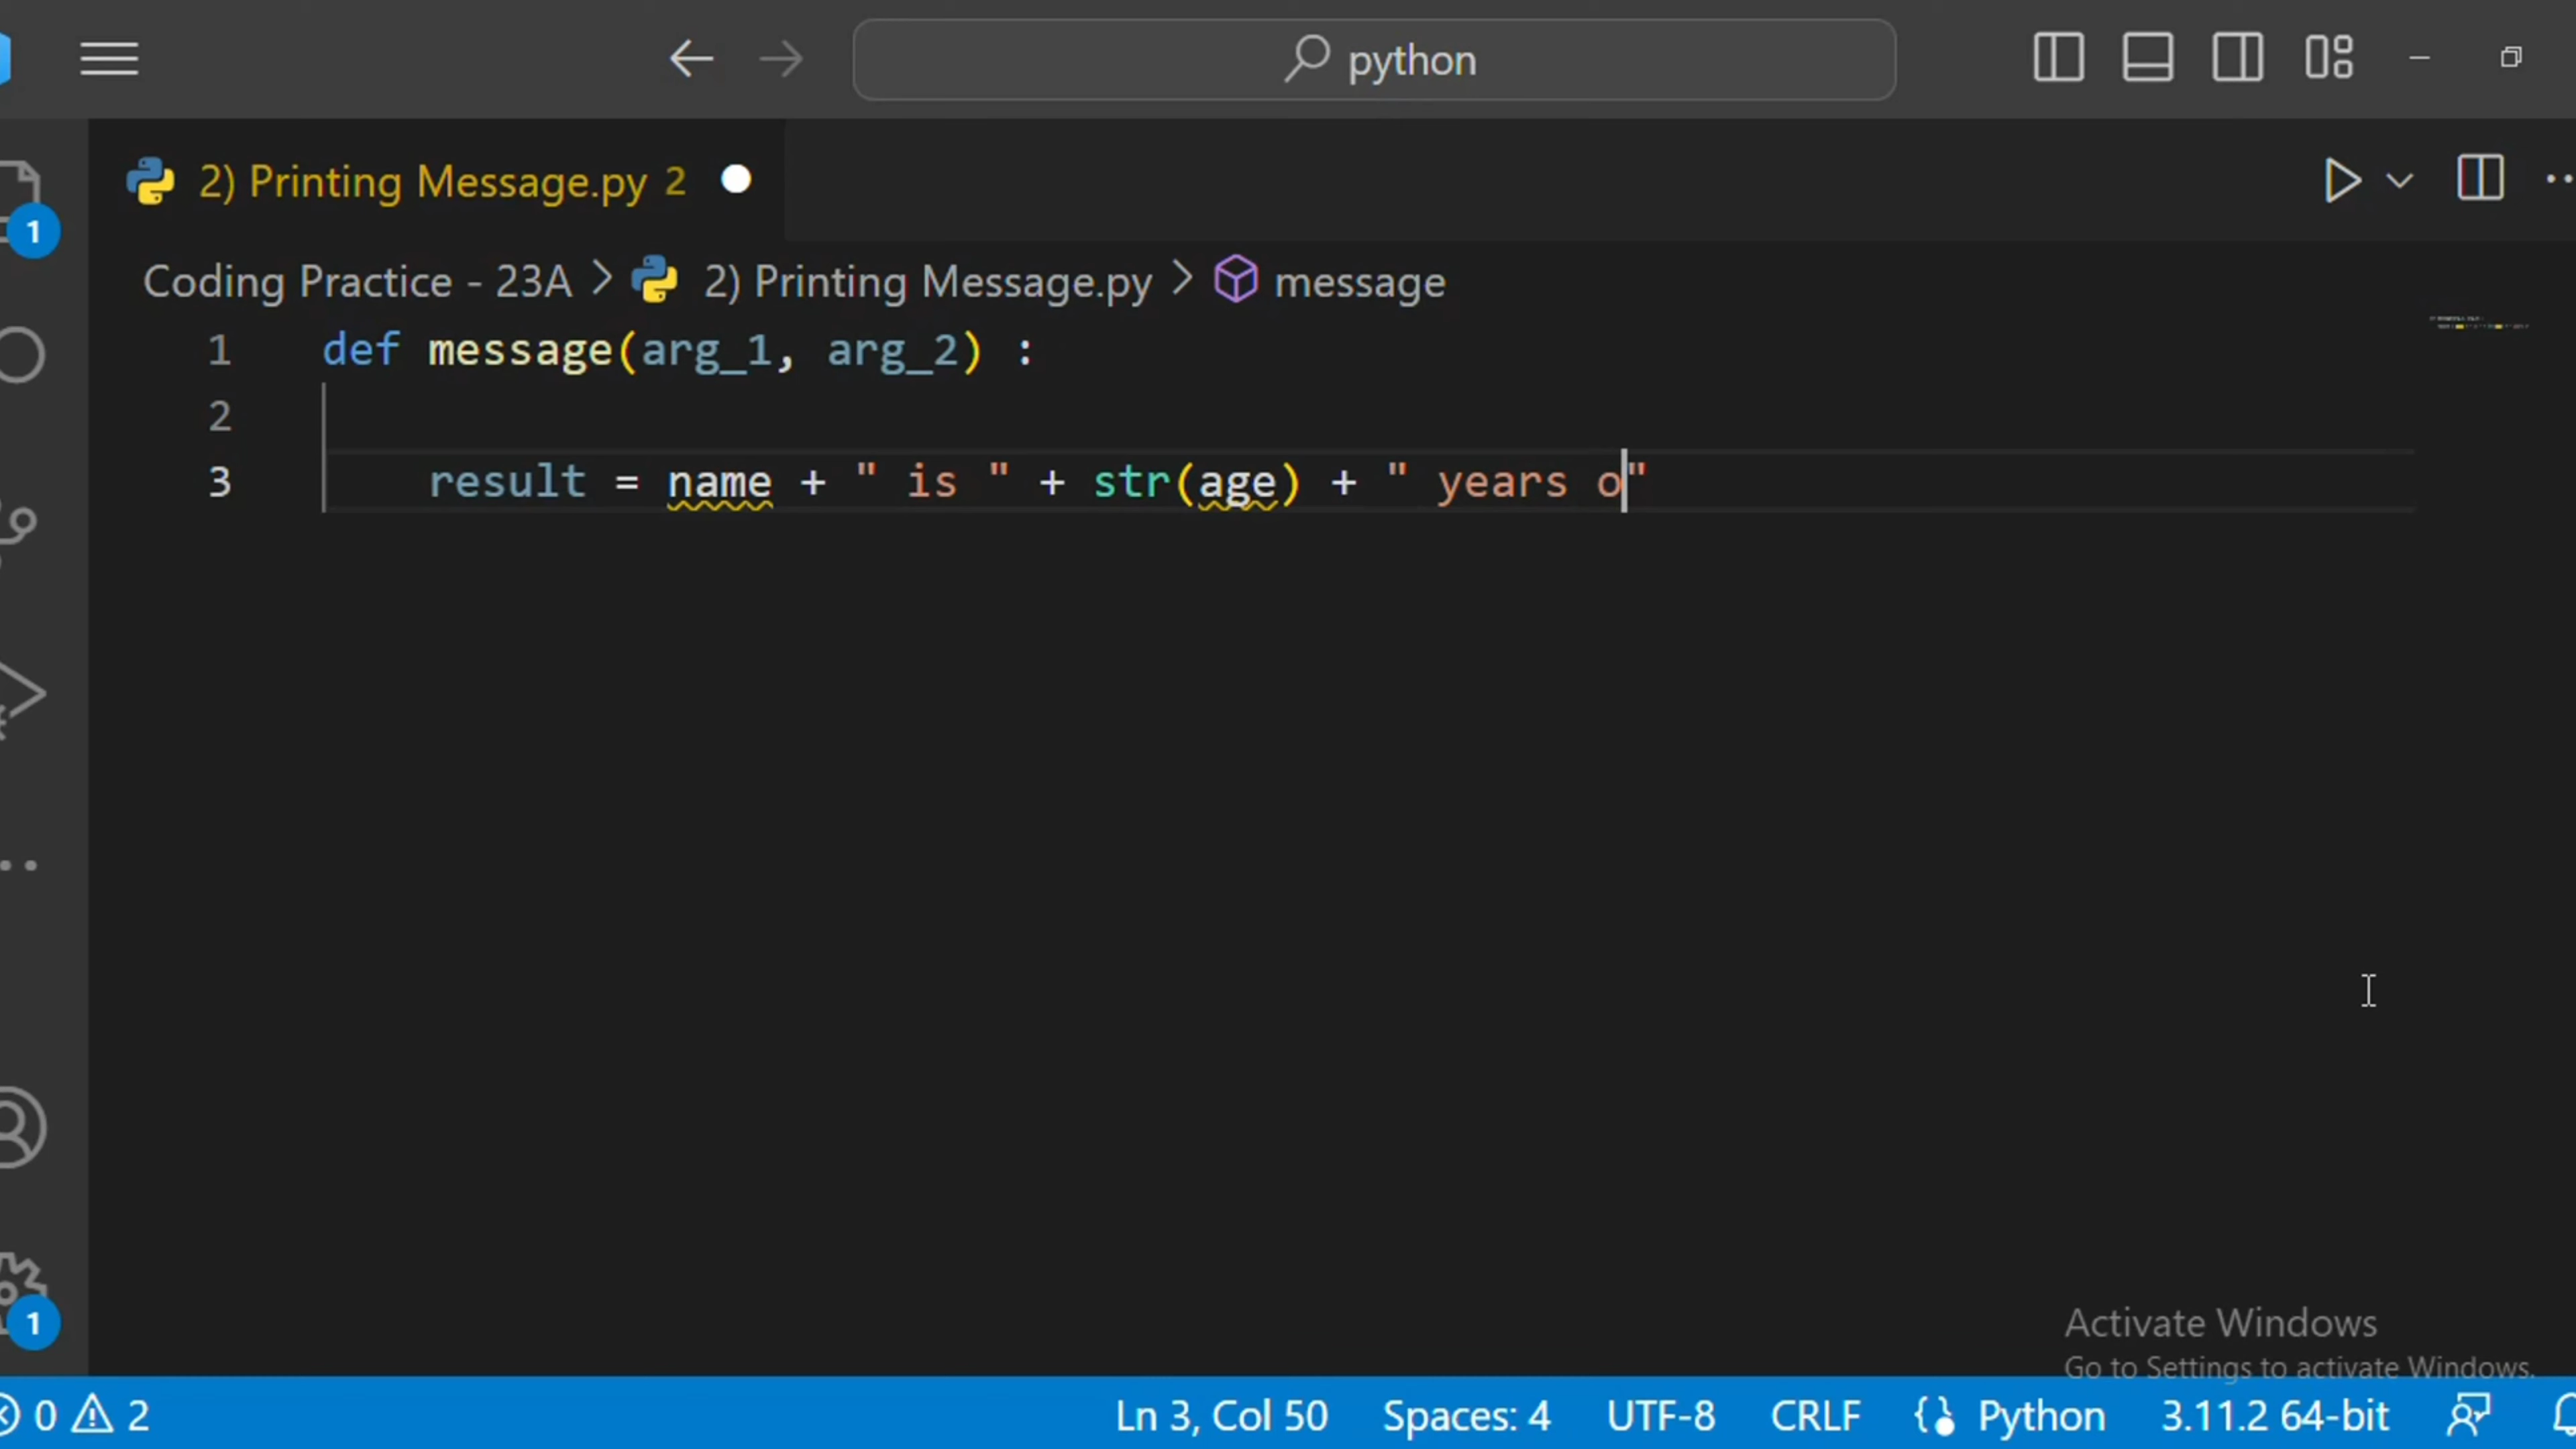 python
2) Printing Message.py 2
1
Coding Practice - 23A > 2) Printing Message.py > message
1 def message(arg_1, arg_2) :
2
3 result = name + " is " + str(age) + " years o"
1
Activate Windows
Go to Settings to activate Windows.
0 2 Ln 3, Col 50 Spaces: 4 UTF-8 CRLF Python 3.11.2 64-bit